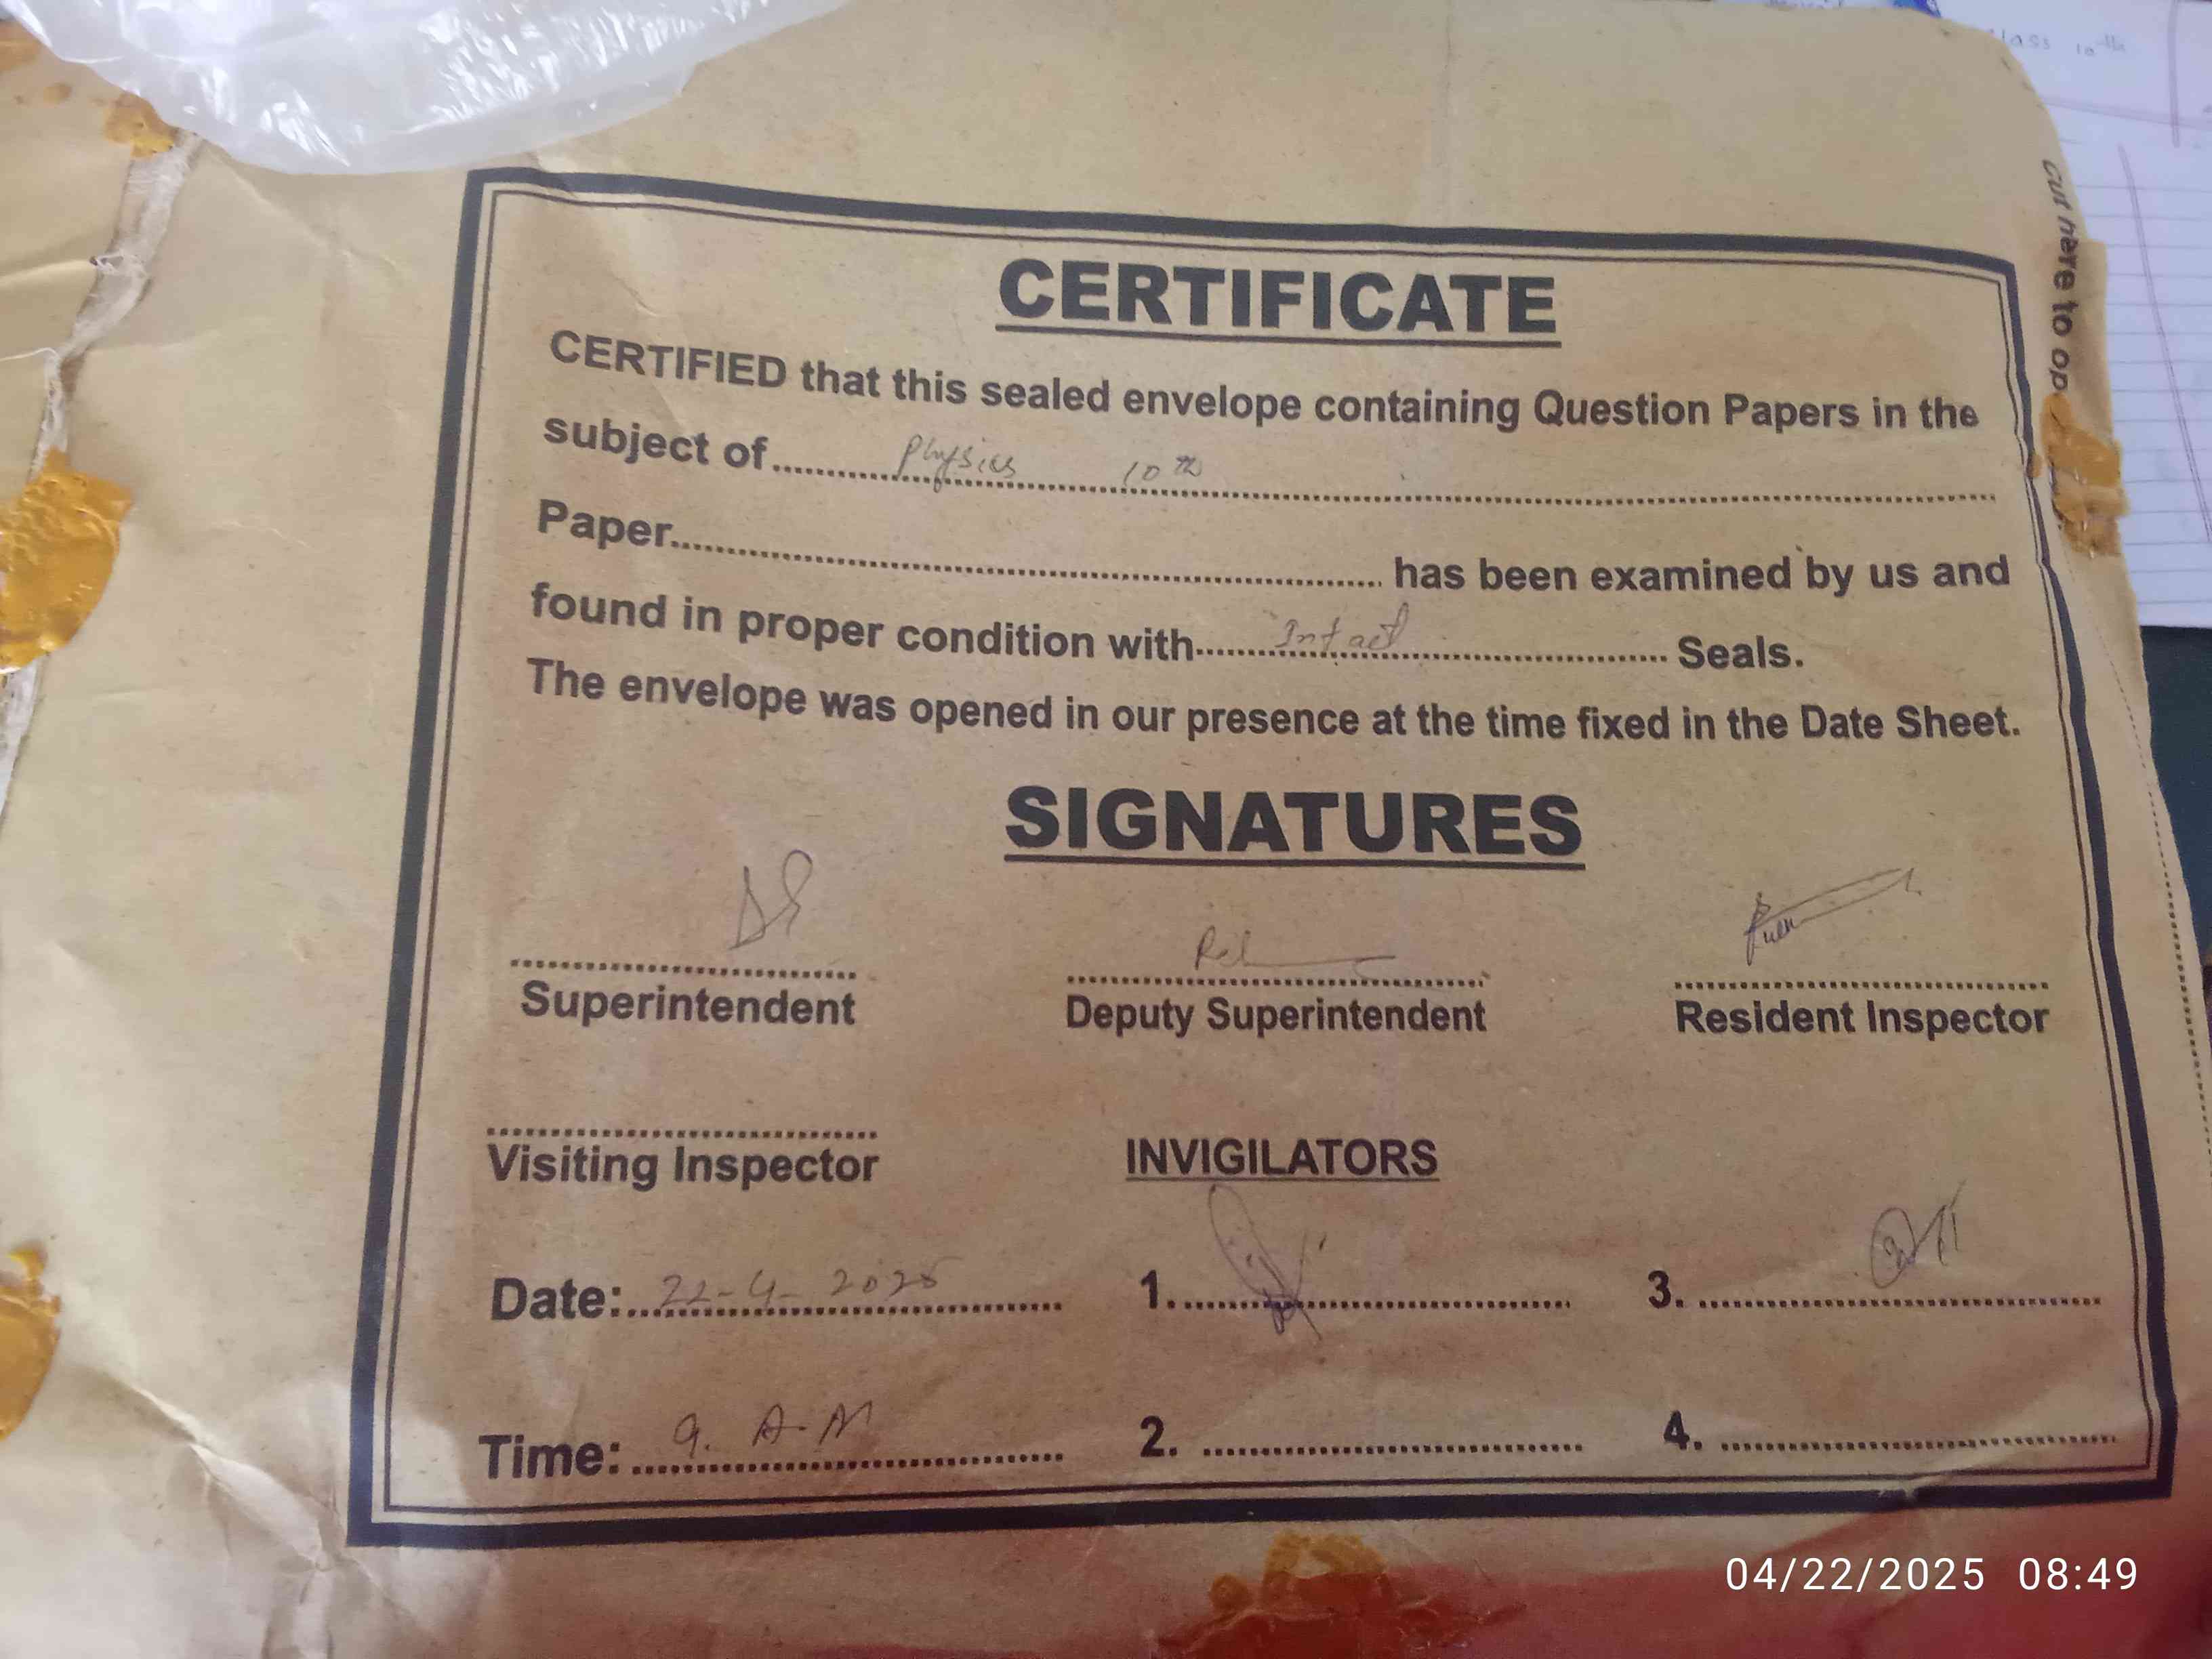 class 10th
cut here to op
CERTIFICATE
CERTIFIED that this sealed envelope containing Question Papers in the
subject of.......... Physics 10th ..........
Paper.......... has been examined by us and
found in proper condition with.......... Intact .......... Seals.
The envelope was opened in our presence at the time fixed in the Date Sheet.
SIGNATURES
Superintendent Deputy Superintendent Resident Inspector
Visiting Inspector INVIGILATORS
Date: 22-4-2025 1. 3.
Time: 9. A.M 2. 4.
04/22/2025 08:49